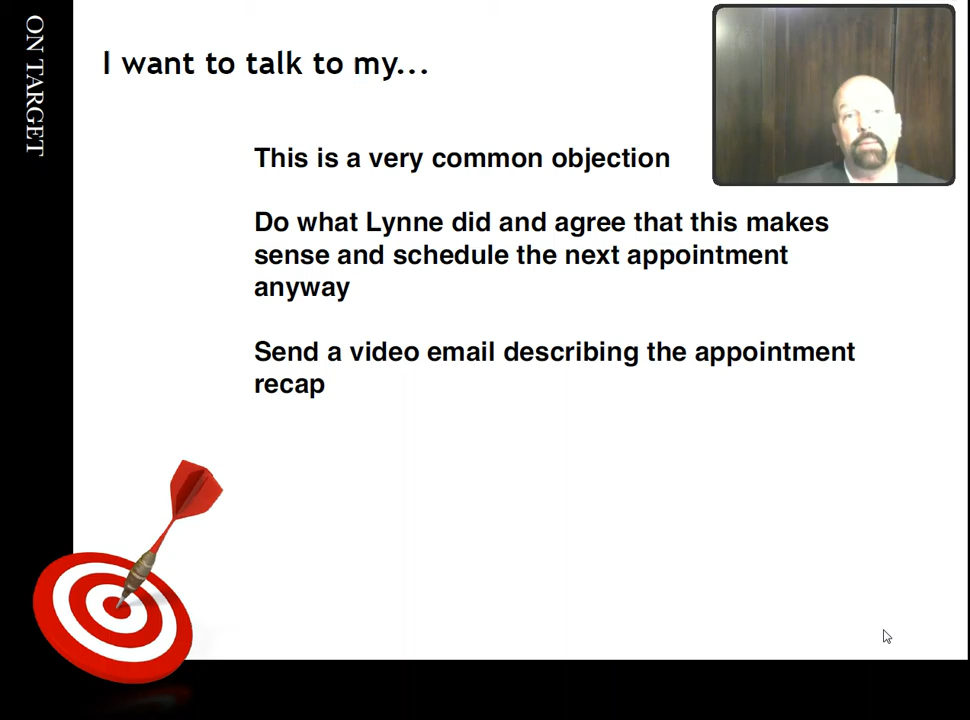 ON TARGET
I want to talk to my...
This is a very common objection
Do what Lynne did and agree that this makes
sense and schedule the next appointment
anyway
Send a video email describing the appointment
recap